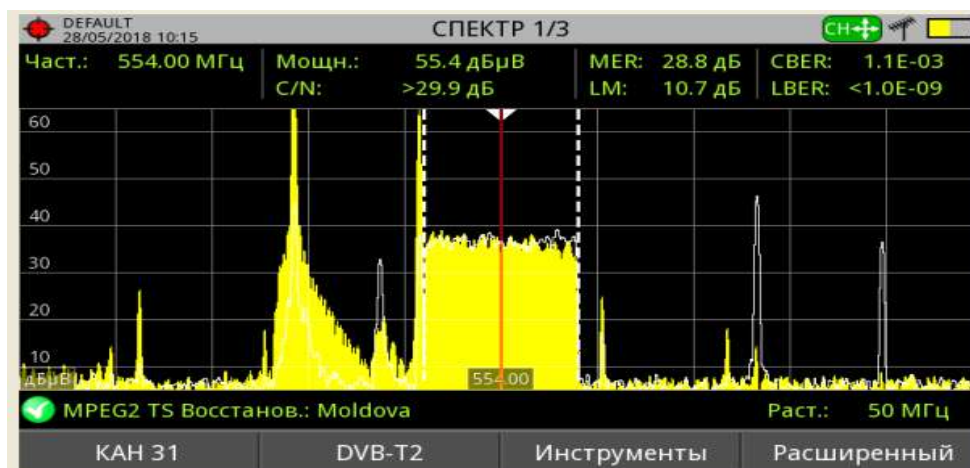 DEFAULT
28/05/2018 10:15
СПЕКТР 1/3
CH
Част.: 554.00 МГц
Мощн.: 55.4 дБµВ
MER: 28.8 дБ
CBER: 1.1E-03
C/N: >29.9 дБ
LM: 10.7 дБ
LBER: <1.0E-09
60
50
40
30
20
10
дБµВ
554.00
MPEG2 TS Восстанов.: Moldova
Раст.: 50 МГц
КАН 31
DVB-T2
Инструменты
Расширенный